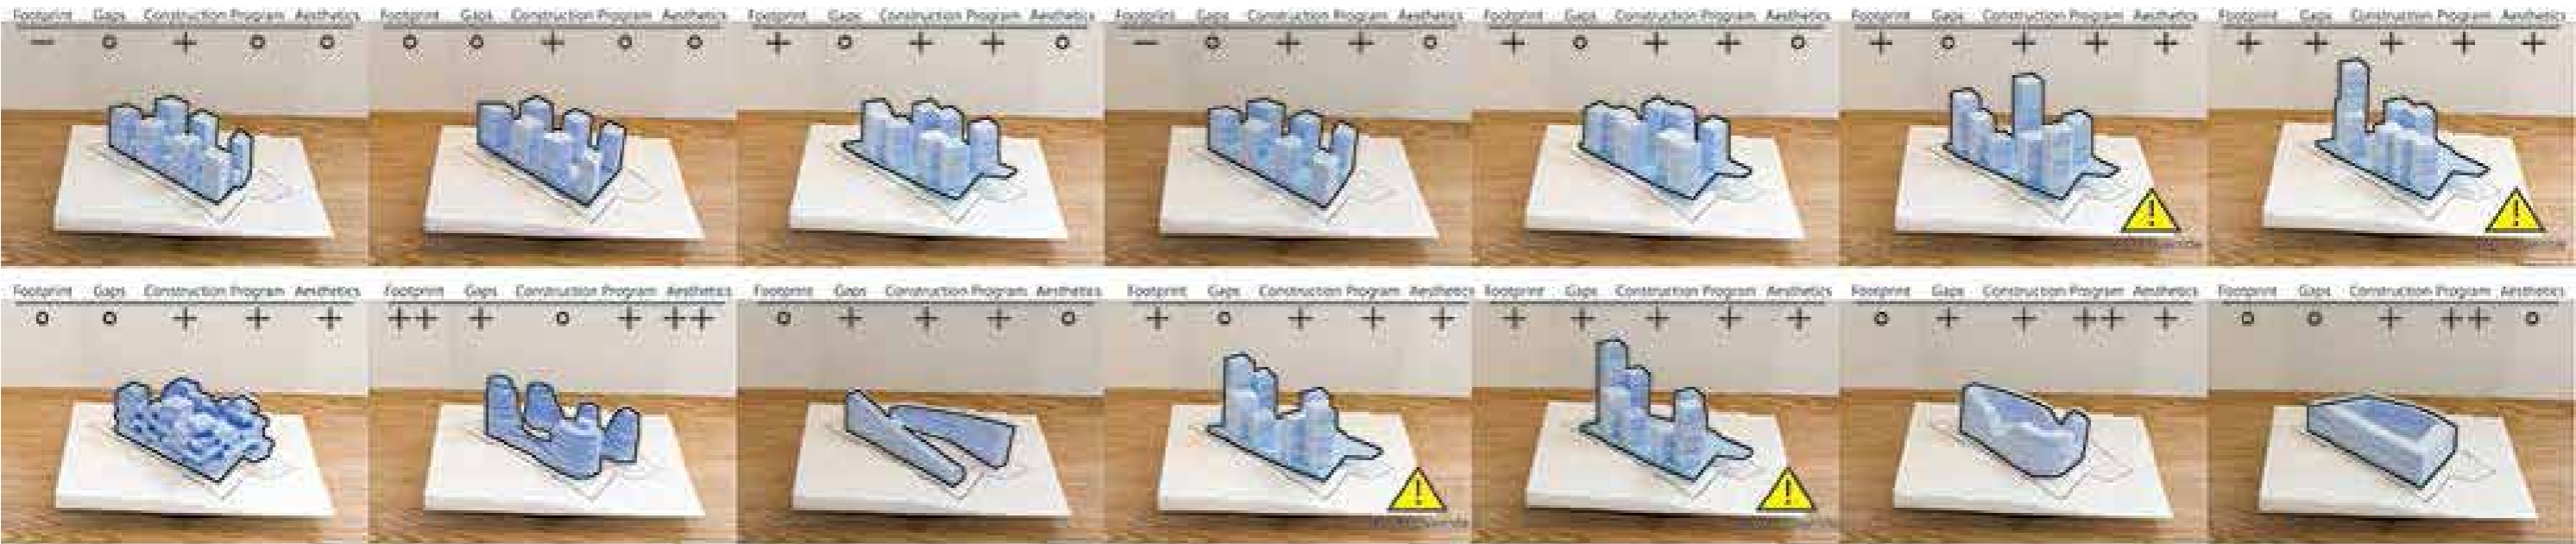 Footprint Gaps Construction Program Aesthetics
— o + o o
Footprint Gaps Construction Program Aesthetics
o o + o o
Footprint Gaps Construction Program Aesthetics
+ o + + o
Footprint Gaps Construction Program Aesthetics
— o + + o
Footprint Gaps Construction Program Aesthetics
+ o + + o
Footprint Gaps Construction Program Aesthetics
+ o + + +
!
Footprint Gaps Construction Program Aesthetics
+ + + + +
!
Footprint Gaps Construction Program Aesthetics
o o + + +
Footprint Gaps Construction Program Aesthetics
++ + o + ++
Footprint Gaps Construction Program Aesthetics
o + + + o
Footprint Gaps Construction Program Aesthetics
+ o + + +
!
Footprint Gaps Construction Program Aesthetics
+ + + + +
!
Footprint Gaps Construction Program Aesthetics
o + + ++ +
Footprint Gaps Construction Program Aesthetics
o o + ++ o